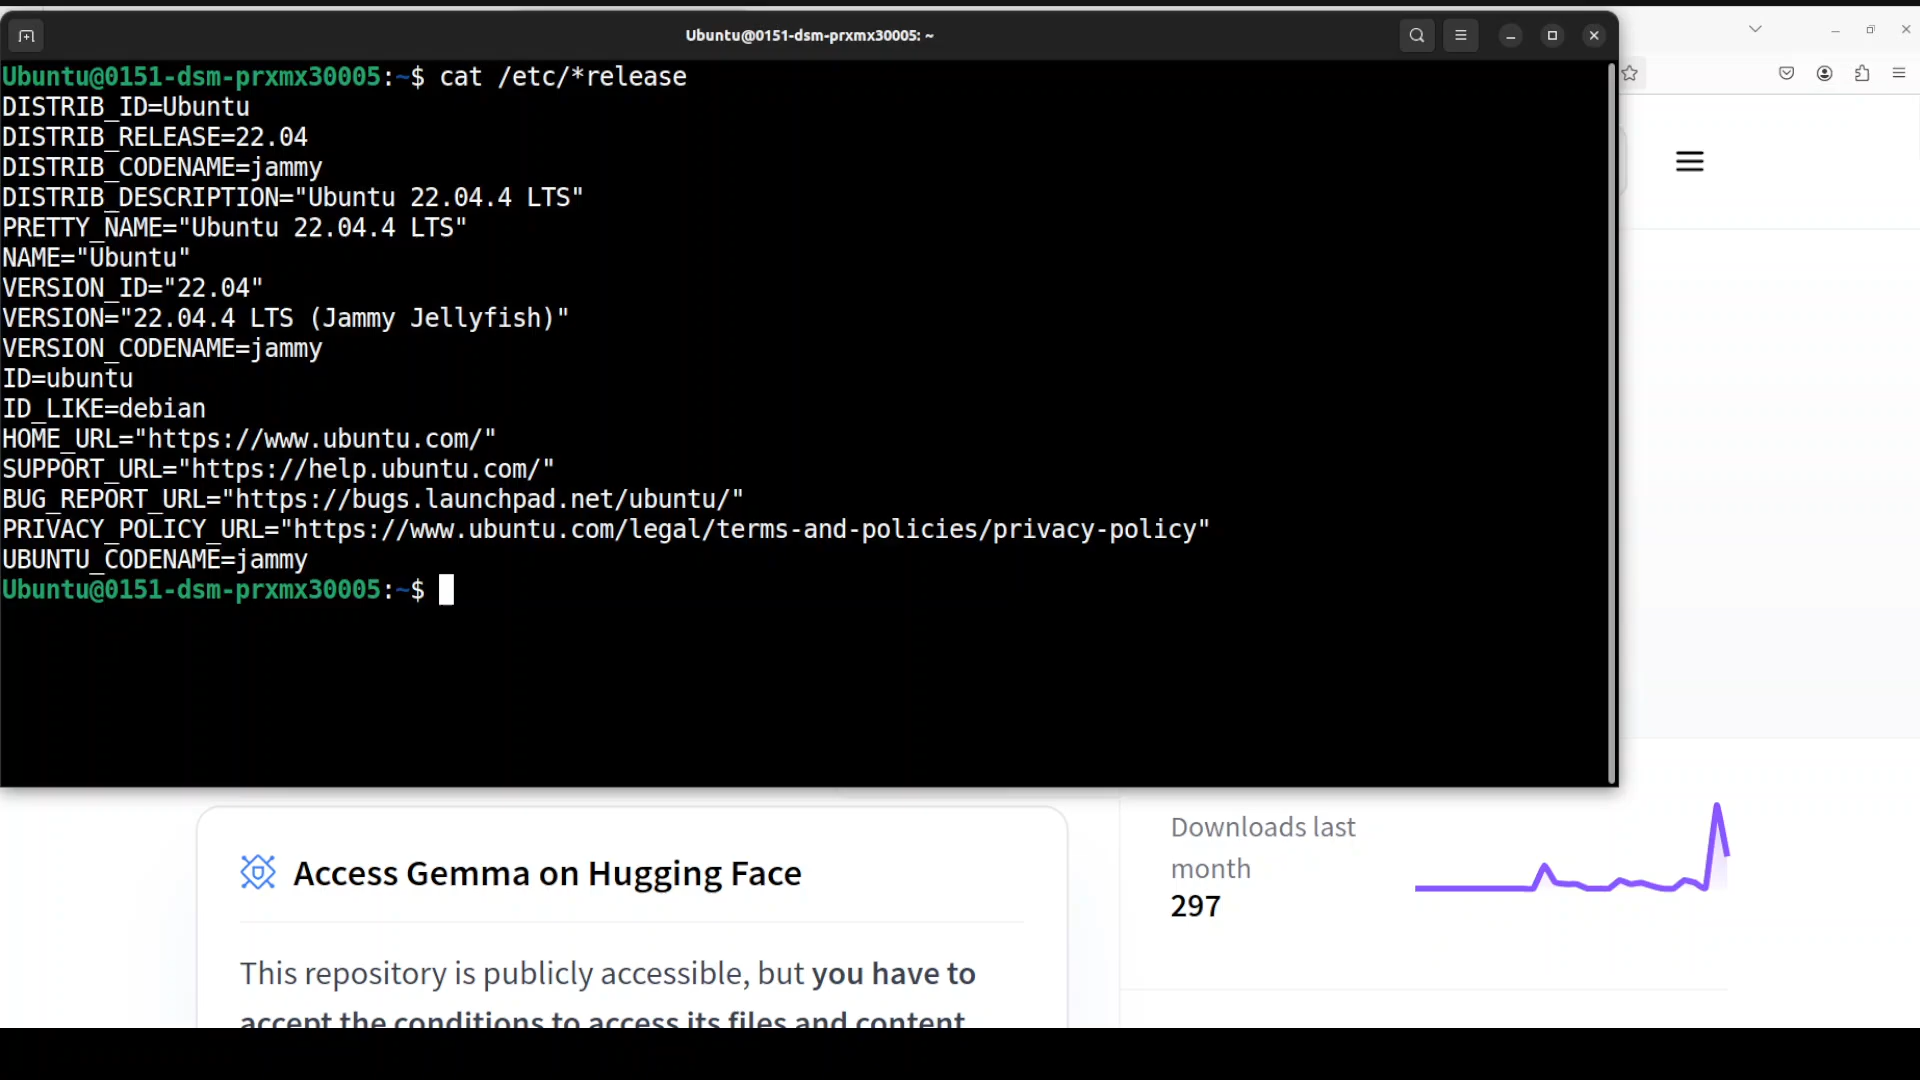 Ubuntu@0151-dsm-prxmx30005: ~
Ubuntu@0151-dsm-prxmx30005:~$ cat /etc/*release
DISTRIB_ID=Ubuntu
DISTRIB_RELEASE=22.04
DISTRIB_CODENAME=jammy
DISTRIB_DESCRIPTION="Ubuntu 22.04.4 LTS"
PRETTY_NAME="Ubuntu 22.04.4 LTS"
NAME="Ubuntu"
VERSION_ID="22.04"
VERSION="22.04.4 LTS (Jammy Jellyfish)"
VERSION_CODENAME=jammy
ID=ubuntu
ID_LIKE=debian
HOME_URL="https://www.ubuntu.com/"
SUPPORT_URL="https://help.ubuntu.com/"
BUG_REPORT_URL="https://bugs.launchpad.net/ubuntu/"
PRIVACY_POLICY_URL="https://www.ubuntu.com/legal/terms-and-policies/privacy-policy"
UBUNTU_CODENAME=jammy
Ubuntu@0151-dsm-prxmx30005:~$
Access Gemma on Hugging Face
This repository is publicly accessible, but you have to
accept the conditions to access its files and content
Downloads last
month
297